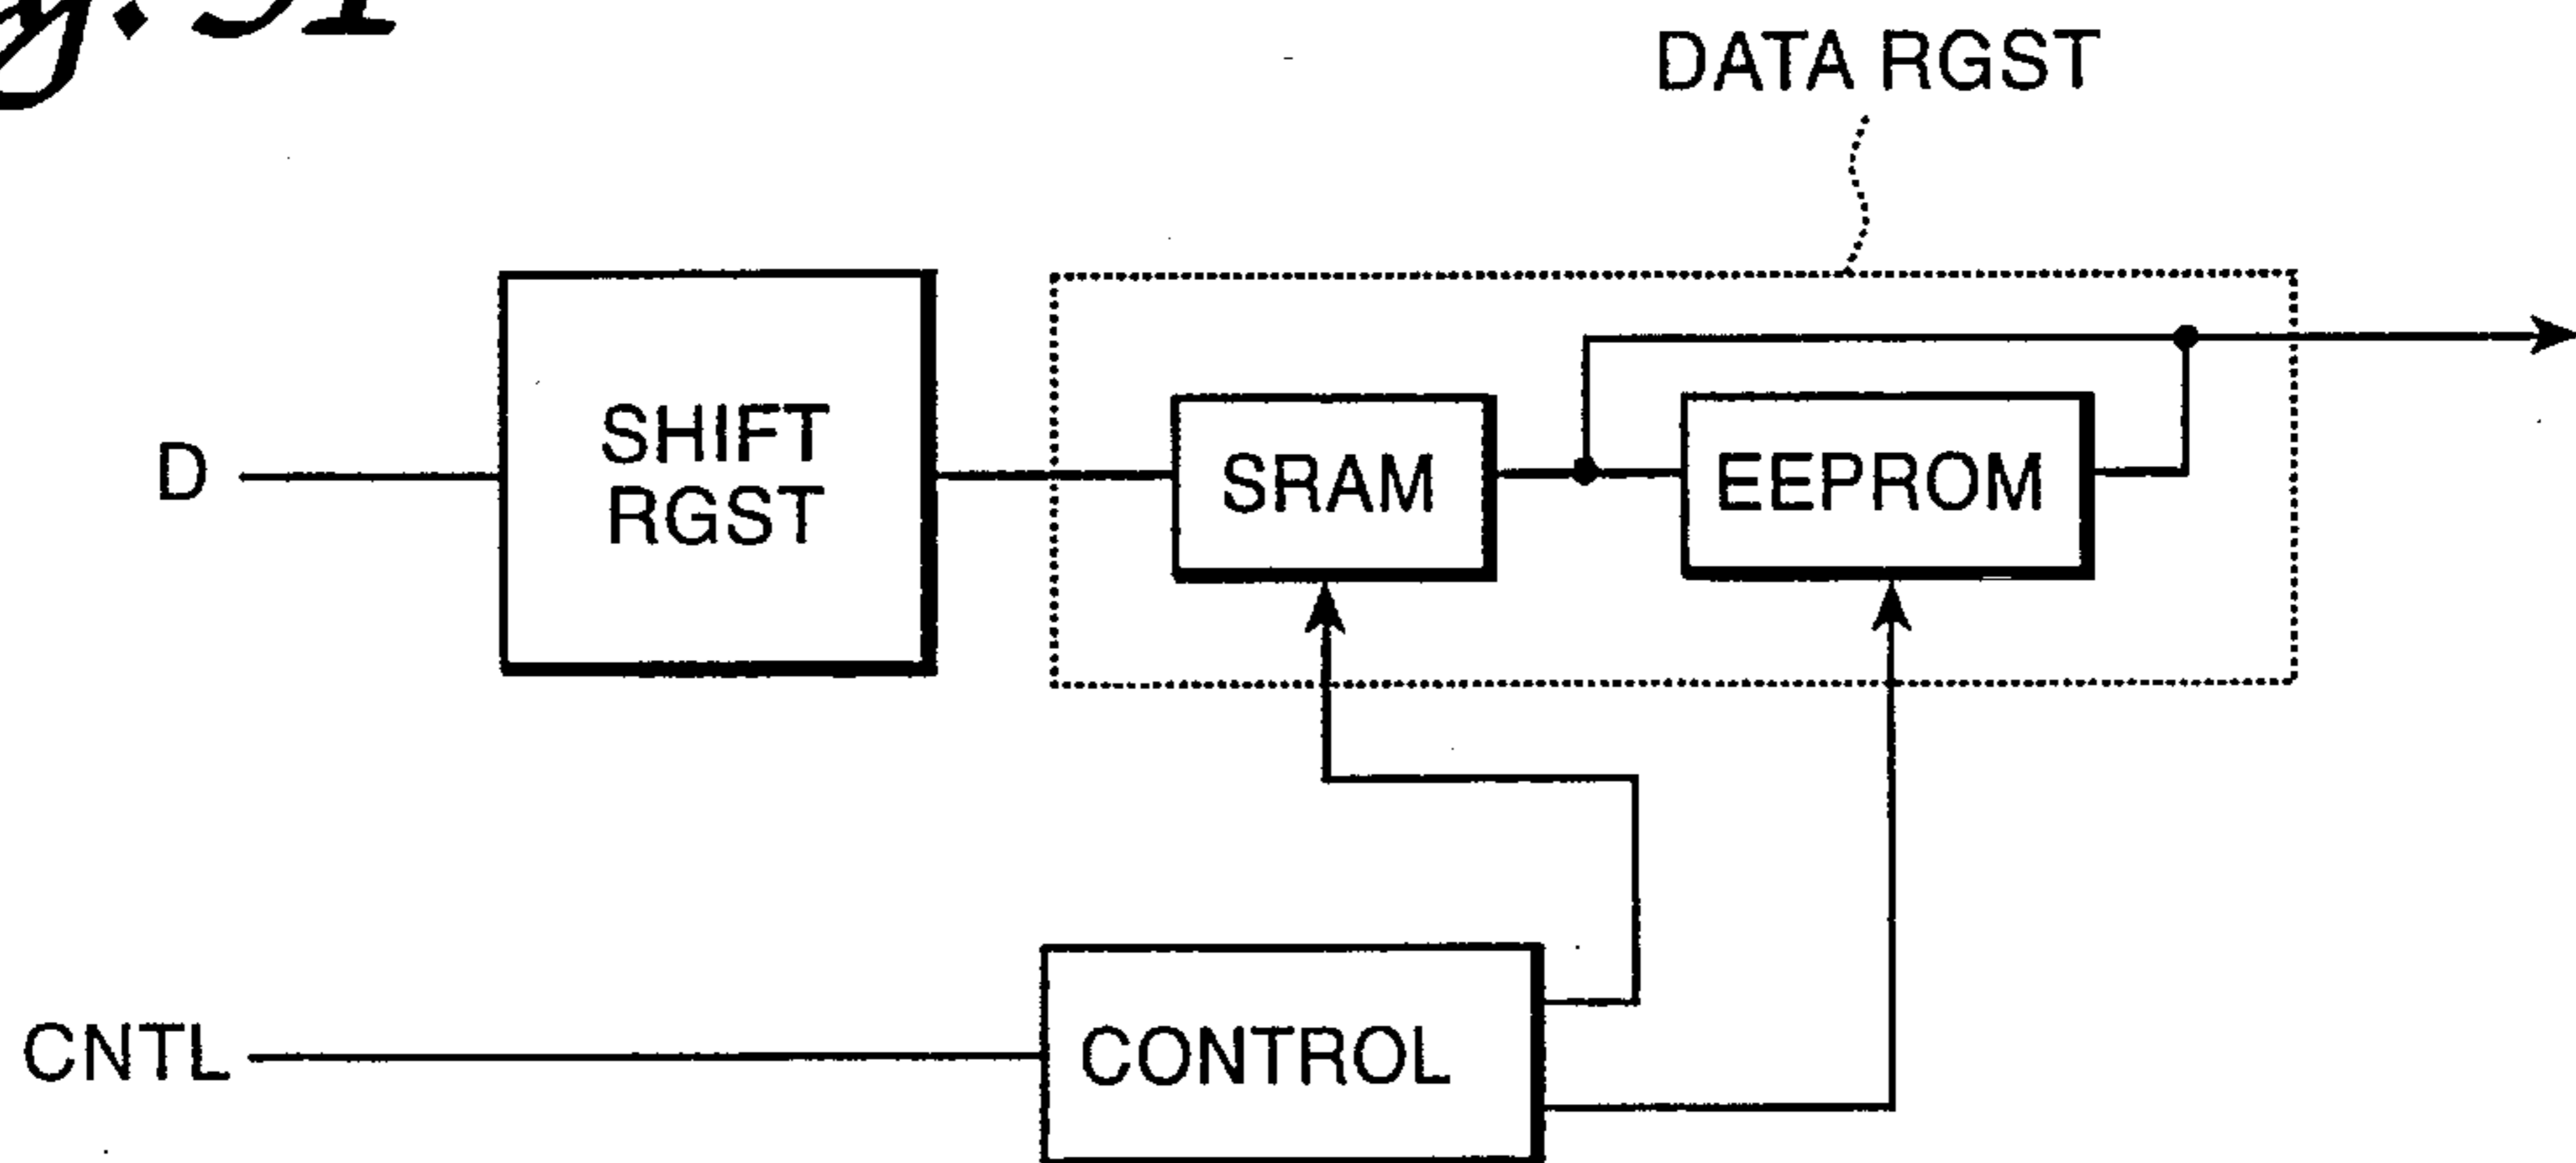 DATA RGST
SHIFT
RGST
D
SRAM
EEPROM
CNTL
CONTROL